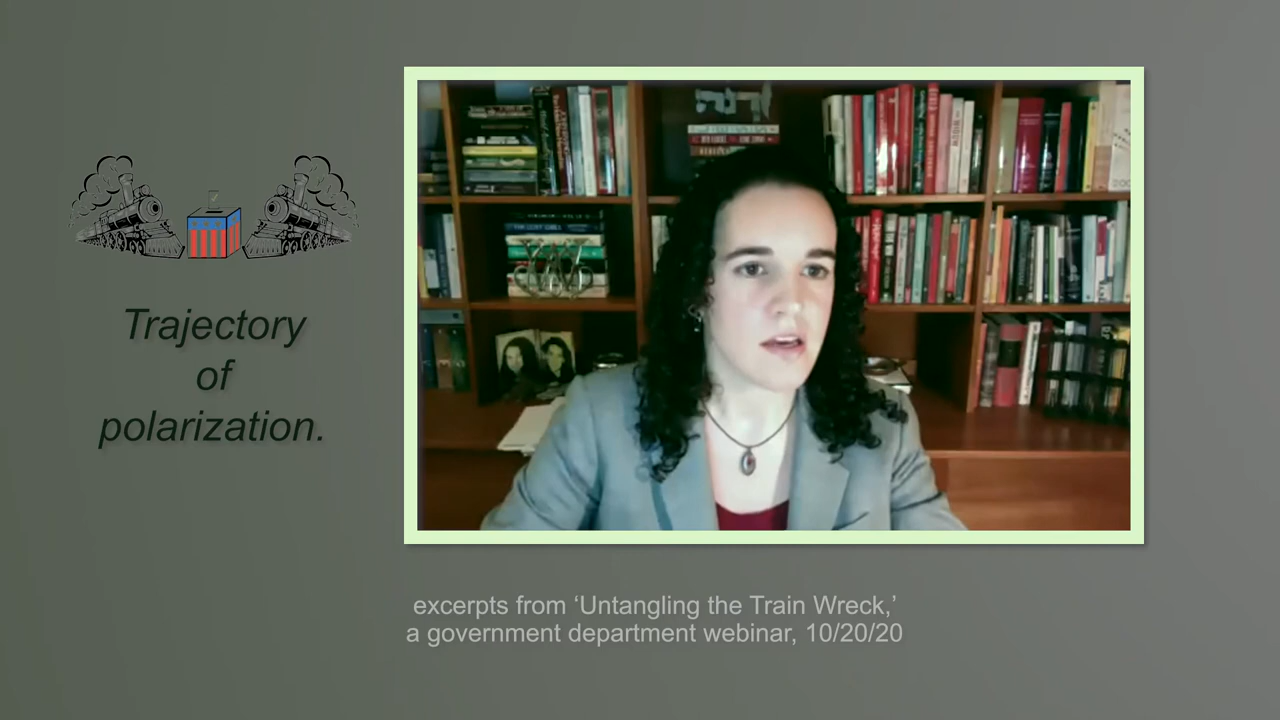 Trajectory
of
polarization.
excerpts from ‘Untangling the Train Wreck,’
a government department webinar, 10/20/20